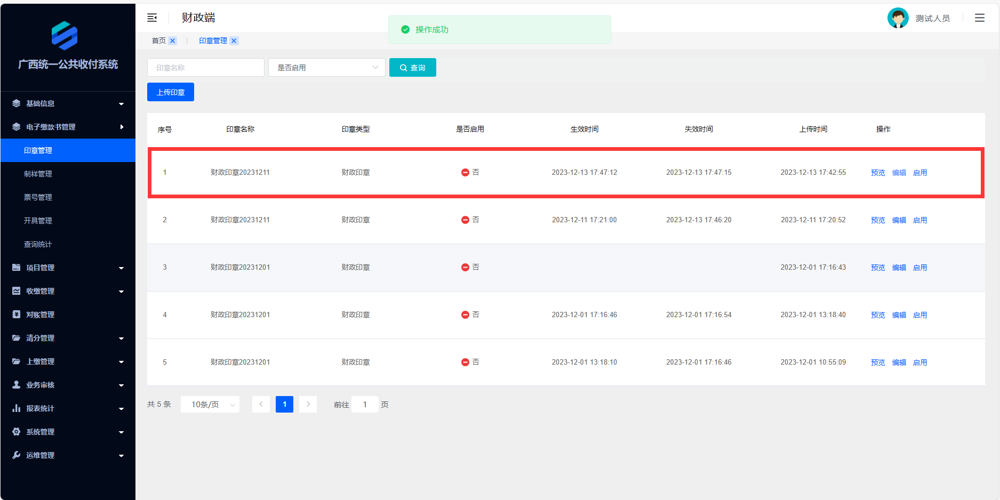 财政端
操作成功
测试人员
广西统一公共收付系统
首页
印章管理
印章名称
是否启用
查询
上传印章
基础信息
电子缴款书管理
印章管理
制样管理
票号管理
开具管理
查询统计
项目管理
收缴管理
对账管理
清分管理
上缴管理
业务审核
报表统计
系统管理
运维管理
序号 印章名称 印章类型 是否启用 生效时间 失效时间 上传时间 操作
1 财政印章20231211 财政印章 否 2023-12-13 17:47:12 2023-12-13 17:47:15 2023-12-13 17:42:55 预览 编辑 启用
2 财政印章20231211 财政印章 否 2023-12-11 17:21:00 2023-12-13 17:46:20 2023-12-11 17:20:52 预览 编辑 启用
3 财政印章20231201 财政印章 否 2023-12-01 17:16:43 预览 编辑 启用
4 财政印章20231201 财政印章 否 2023-12-01 17:16:46 2023-12-01 17:16:54 2023-12-01 13:18:40 预览 编辑 启用
5 财政印章20231201 财政印章 否 2023-12-01 13:18:10 2023-12-01 17:16:46 2023-12-01 10:55:09 预览 编辑 启用
共 5 条 10条/页 1 前往 1 页